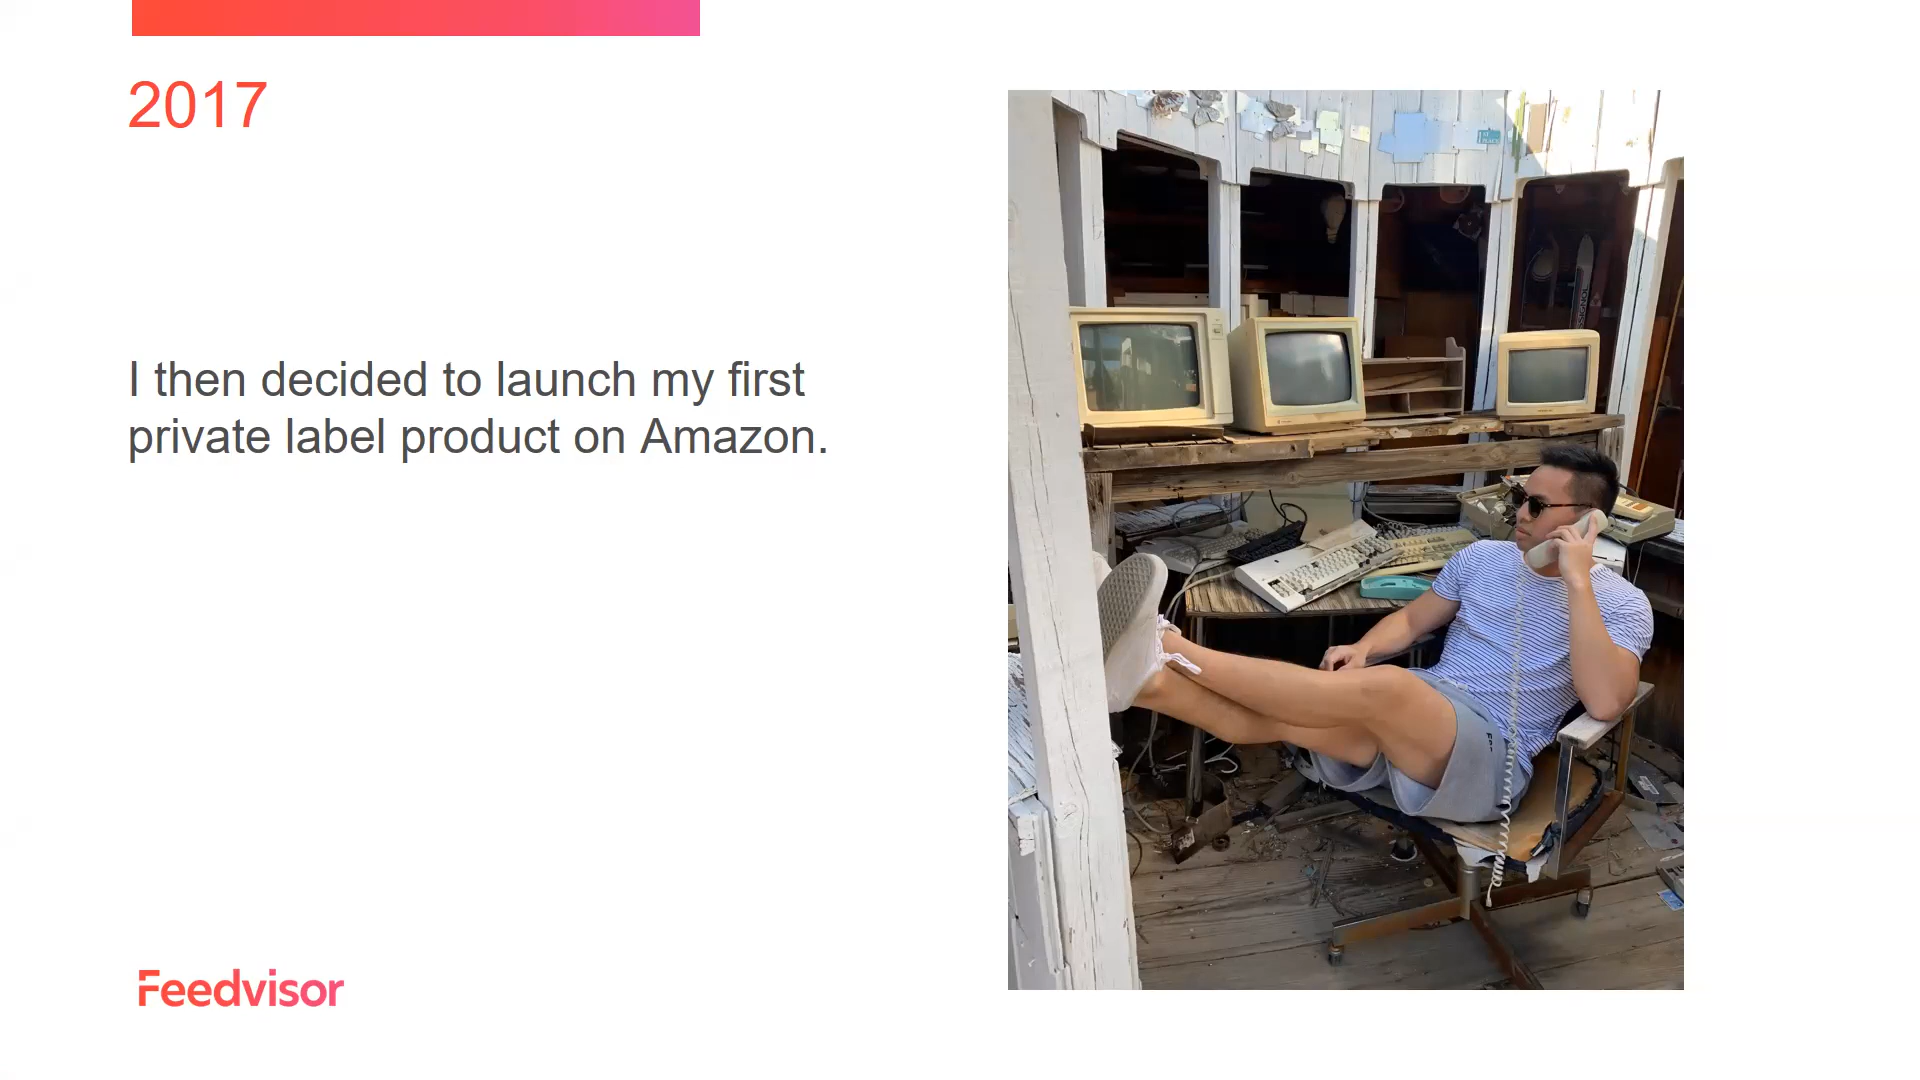 2017
I then decided to launch my first
private label product on Amazon.
Feedvisor